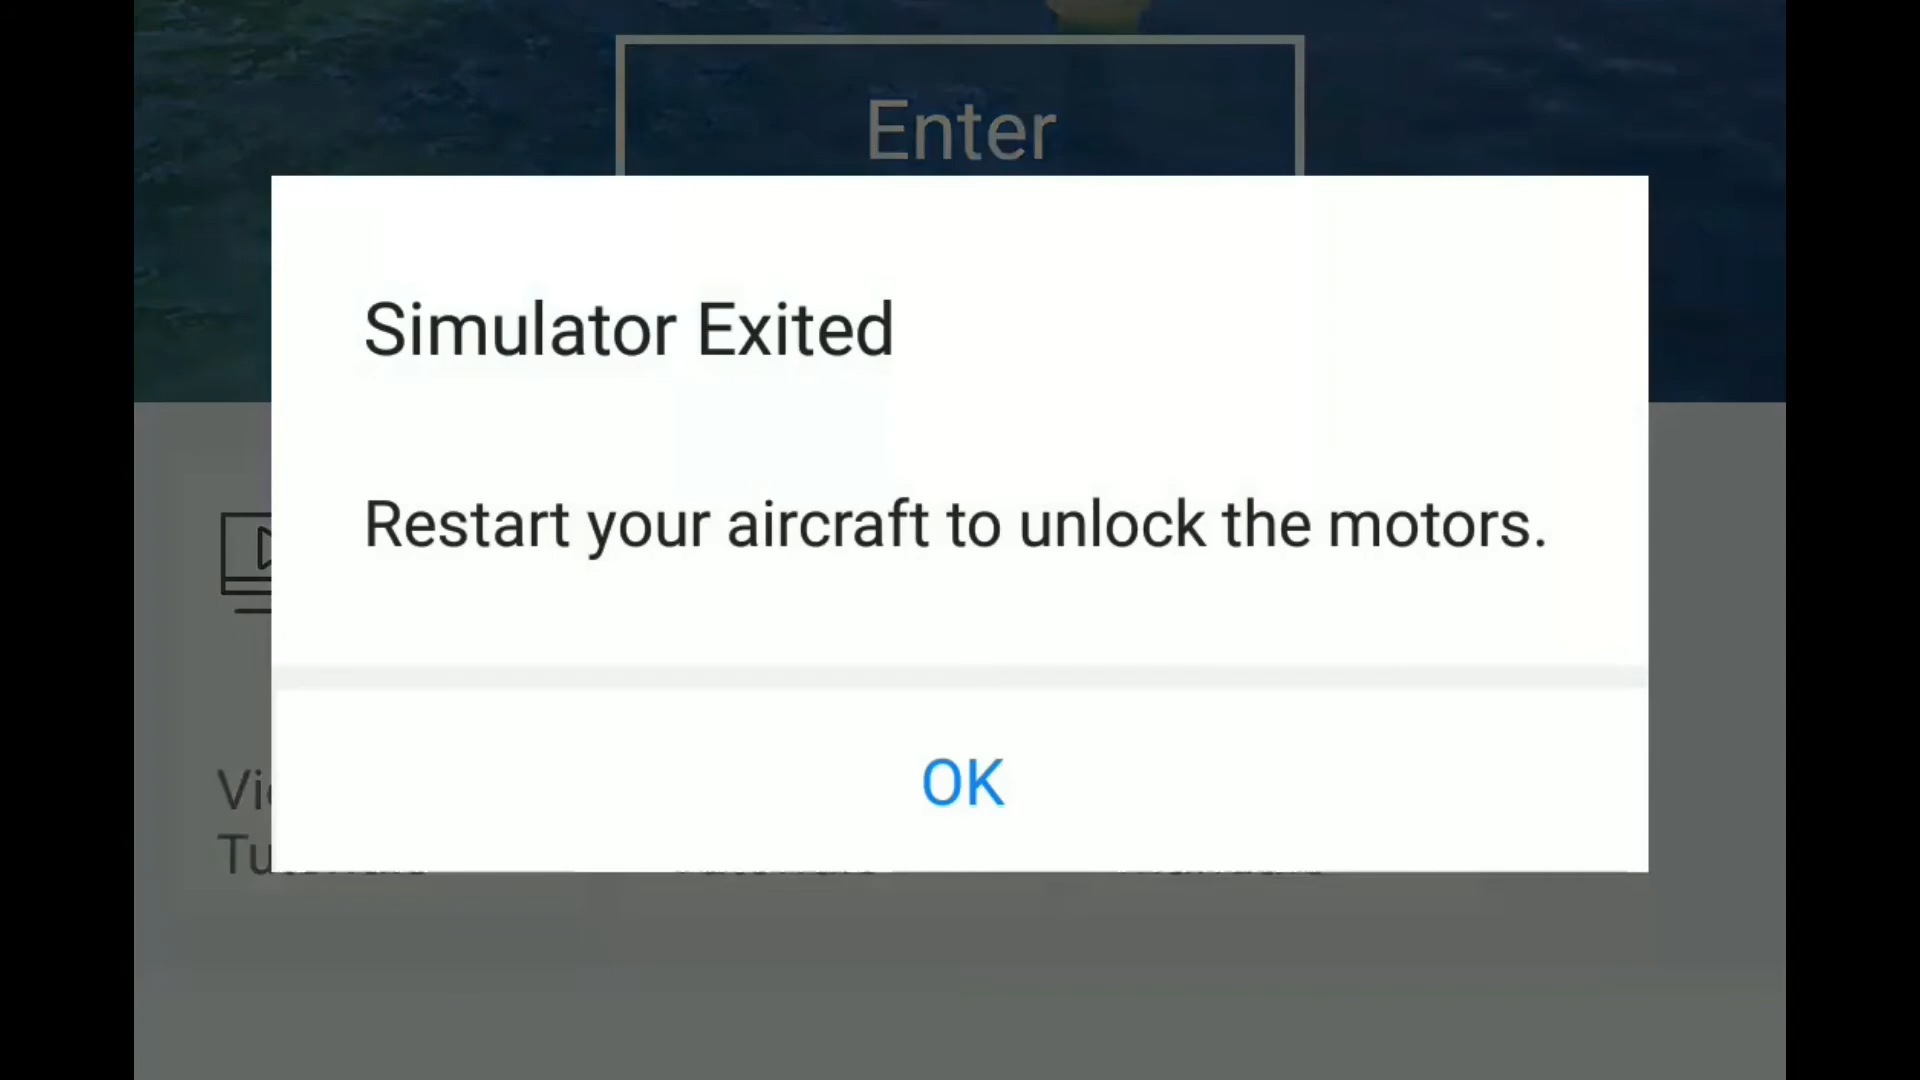 Enter
Simulator Exited
Restart your aircraft to unlock the motors.
OK